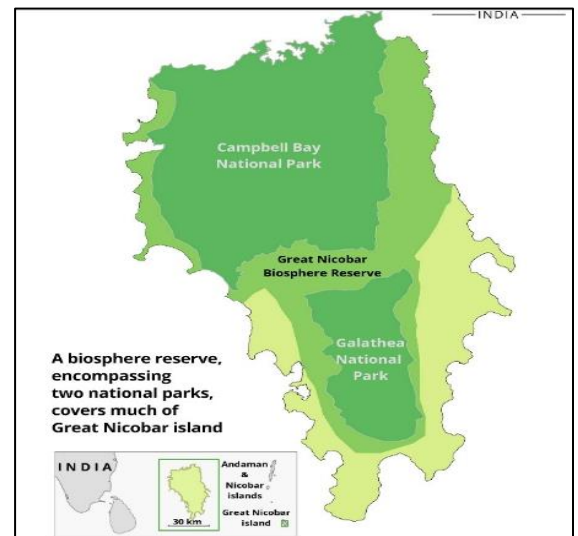 INDIA
Campbell Bay
National Park
Great Nicobar
Biosphere Reserve
Galathea
National
Park
A biosphere reserve,
encompassing
two national parks,
covers much of
Great Nicobar island
INDIA
30 km
Andaman
&
Nicobar
islands
Great Nicobar
island